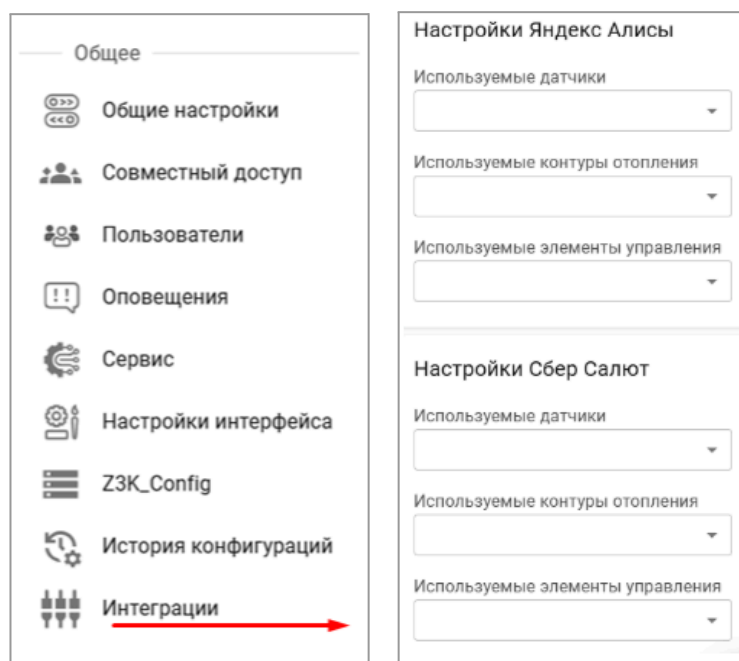 Общее
Общие настройки
Совместный доступ
Пользователи
Оповещения
Сервис
Настройки интерфейса
Z3K_Config
История конфигураций
Интеграции
Настройки Яндекс Алисы
Используемые датчики
Используемые контуры отопления
Используемые элементы управления
Настройки Сбер Салют
Используемые датчики
Используемые контуры отопления
Используемые элементы управления